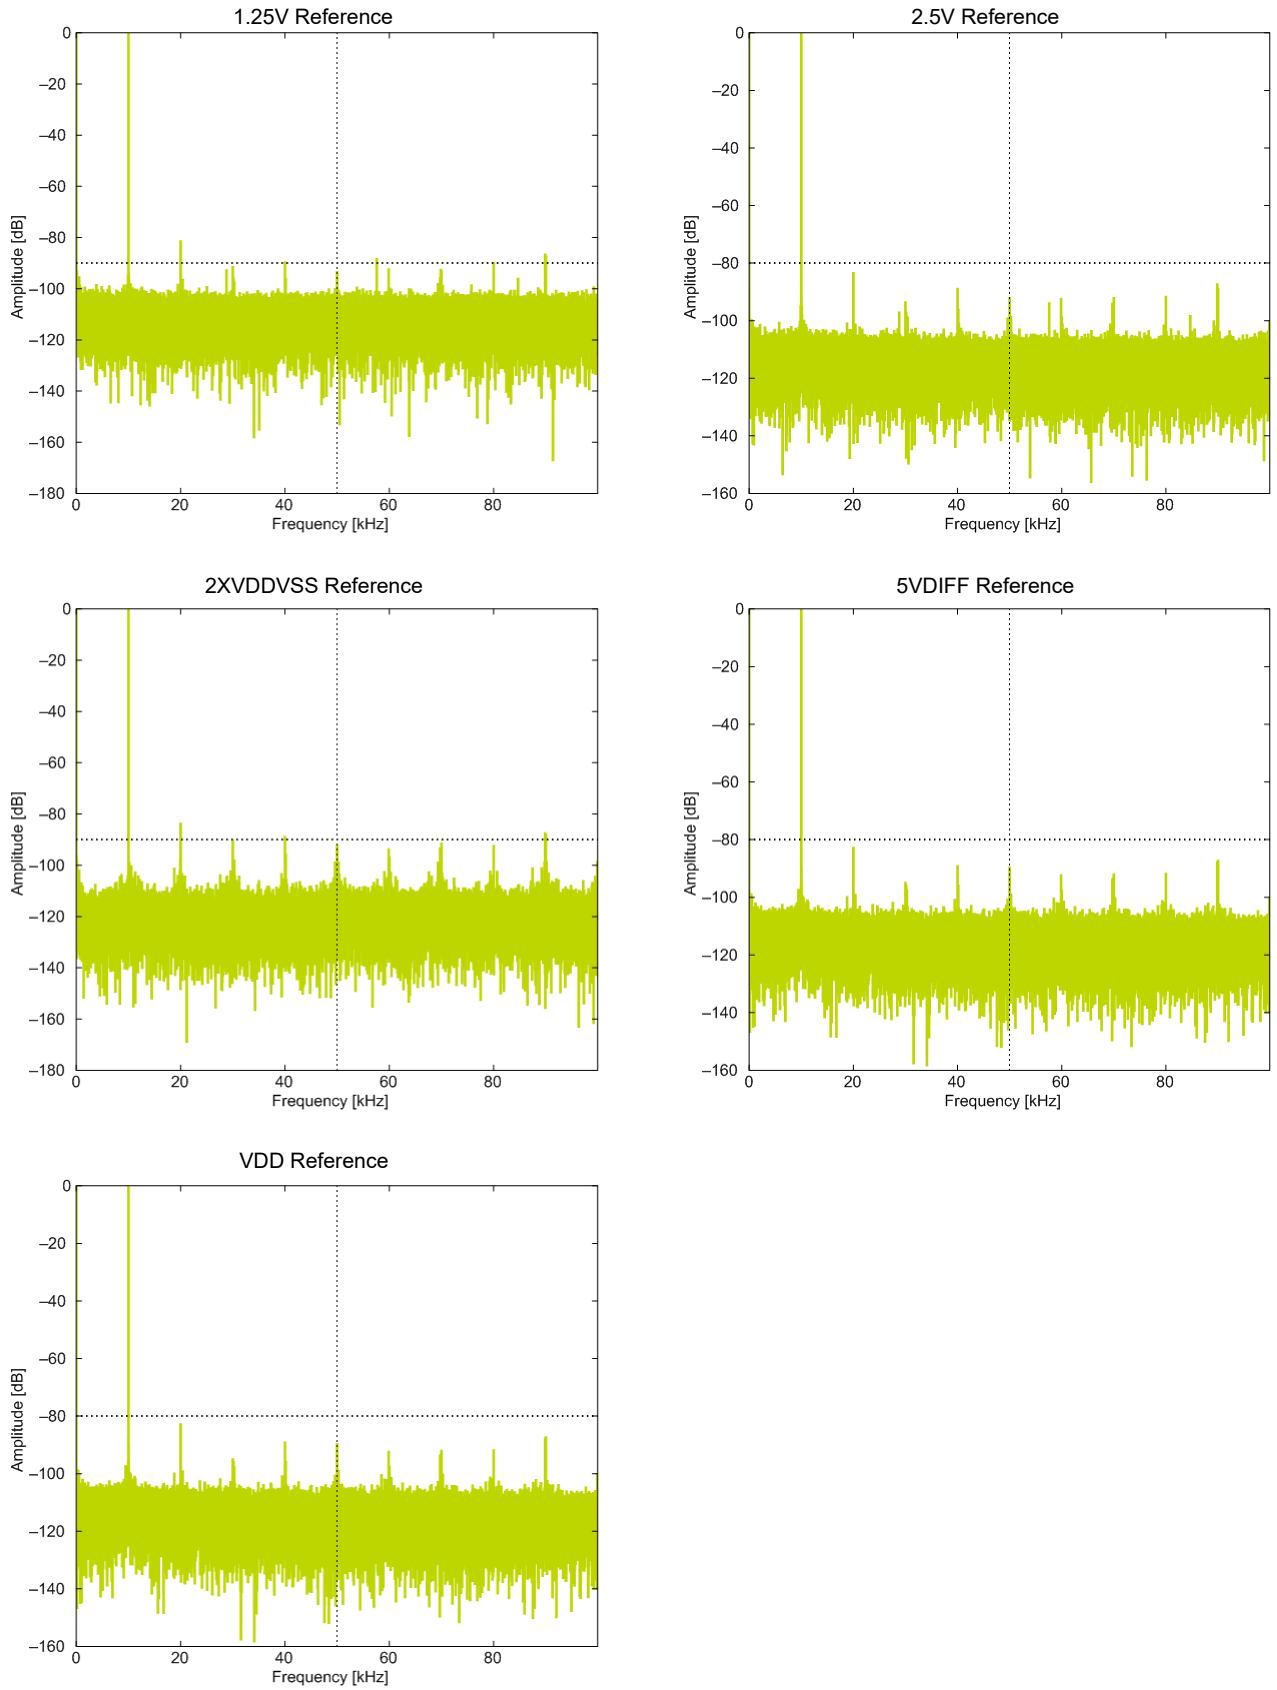 1.25V Reference
0
–20
–40
–60
–80
–100
–120
–140
–160
–180
Amplitude [dB]
0 20 40 60 80
Frequency [kHz]
2.5V Reference
0
–20
–40
–60
–80
–100
–120
–140
–160
Amplitude [dB]
0 20 40 60 80
Frequency [kHz]
2XVDDVSS Reference
0
–20
–40
–60
–80
–100
–120
–140
–160
–180
Amplitude [dB]
0 20 40 60 80
Frequency [kHz]
5VDIFF Reference
0
–20
–40
–60
–80
–100
–120
–140
–160
Amplitude [dB]
0 20 40 60 80
Frequency [kHz]
VDD Reference
0
–20
–40
–60
–80
–100
–120
–140
–160
Amplitude [dB]
0 20 40 60 80
Frequency [kHz]